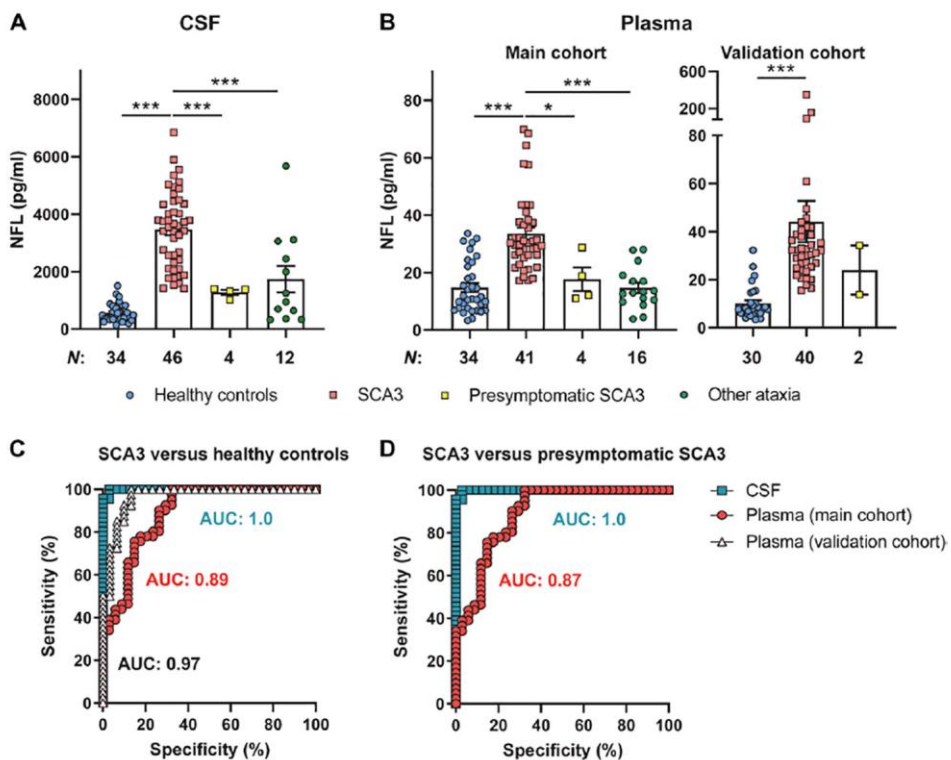 A
CSF
B
Plasma
Main cohort
Validation cohort
NFL (pg/ml)
8000
6000
4000
2000
0
***
*** ***
N: 34 46 4 12
NFL (pg/ml)
80
60
40
20
0
***
*** *
34 41 4 16
600
400
200
80
60
40
20
0
***
30 40 2
Healthy controls SCA3 Presymptomatic SCA3 Other ataxia
C SCA3 versus healthy controls
Sensitivity (%)
100
80
60
40
20
0
AUC: 1.0
AUC: 0.89
AUC: 0.97
0 20 40 60 80 100
Specificity (%)
D SCA3 versus presymptomatic SCA3
Sensitivity (%)
100
80
60
40
20
0
AUC: 1.0
AUC: 0.87
0 20 40 60 80 100
Specificity (%)
CSF
Plasma (main cohort)
Plasma (validation cohort)